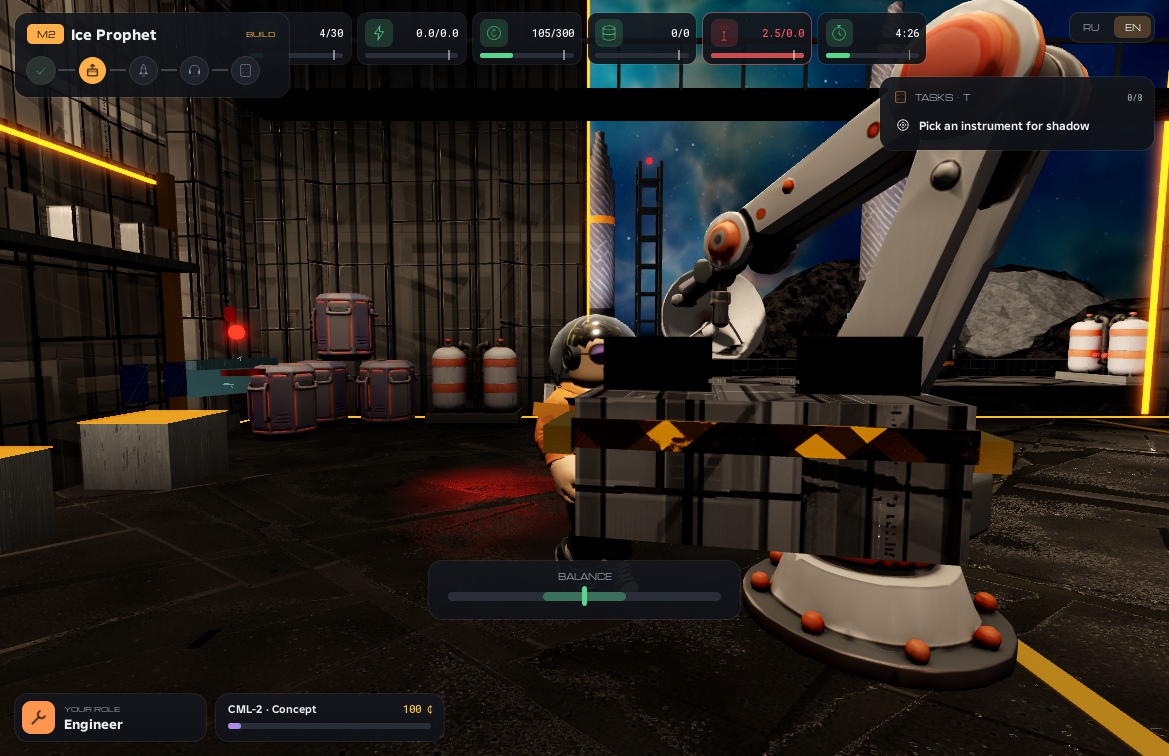 M2 Ice Prophet BUILD
4/30
0.0/0.0
105/300
0/0
2.5/0.0
4:26
RU EN
TASKS · T 0/8
Pick an instrument for shadow
BALANCE
YOUR ROLE
Engineer
CML-2 · Concept 100 ¢